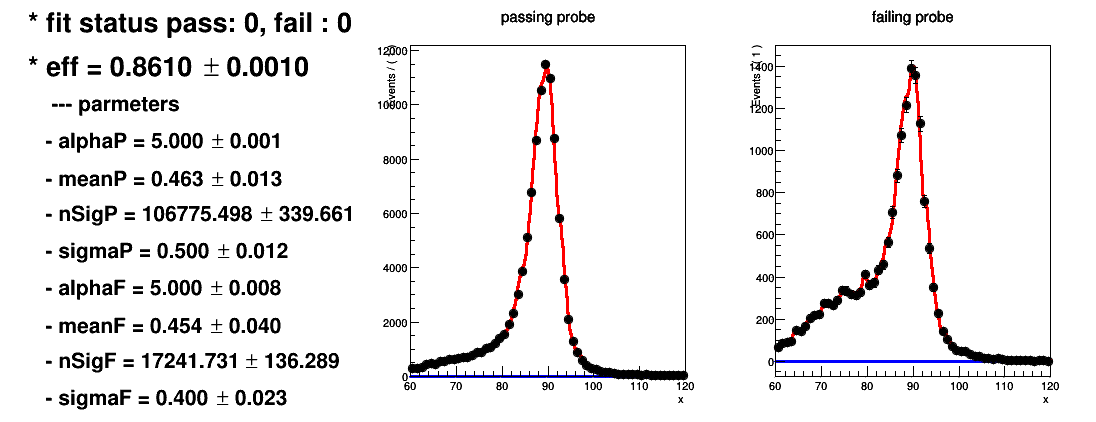 * fit status pass: 0, fail : 0
* eff = 0.8610 ± 0.0010
--- parmeters
- alphaP = 5.000 ± 0.001
- meanP = 0.463 ± 0.013
- nSigP = 106775.498 ± 339.661
- sigmaP = 0.500 ± 0.012
- alphaF = 5.000 ± 0.008
- meanF = 0.454 ± 0.040
- nSigF = 17241.731 ± 136.289
- sigmaF = 0.400 ± 0.023
passing probe
12000
10000
8000
6000
4000
2000
0
60 70 80 90 100 110 120
x
failing probe
Events / ( 1 )
1400
1200
1000
800
600
400
200
0
60 70 80 90 100 110 120
x